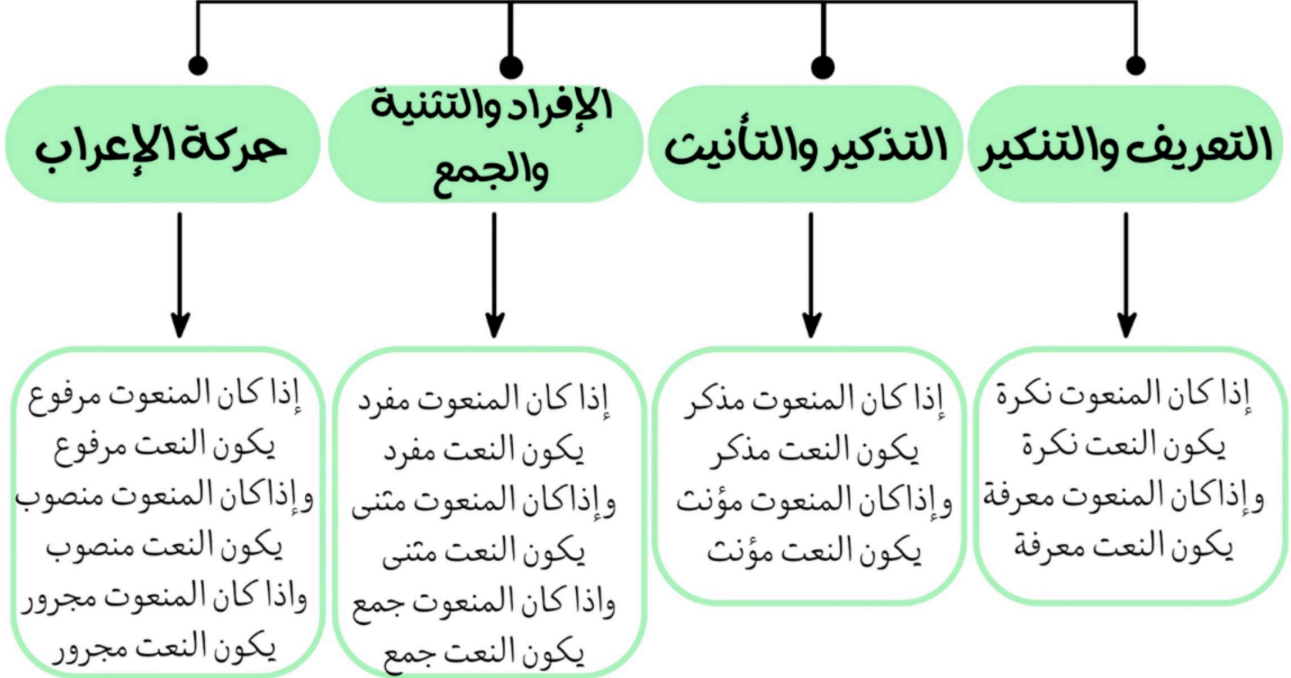 التعريف والتنكير
التذكير والتأنيث
الإفراد والتثنية
والجمع
حركة الإعراب
إذا كان المنعوت نكرة
يكون النعت نكرة
وإذاكان المنعوت معرفة
يكون النعت معرفة
إذا كان المنعوت مذكر
يكون النعت مذكر
وإذاكان المنعوت مؤنث
يكون النعت مؤنث
إذا كان المنعوت مفرد
يكون النعت مفرد
وإذاكان المنعوت مثنى
يكون النعت مثنى
واذا كان المنعوت جمع
يكون النعت جمع
إذا كان المنعوت مرفوع
يكون النعت مرفوع
وإذاكان المنعوت منصوب
يكون النعت منصوب
واذا كان المنعوت مجرور
يكون النعت مجرور